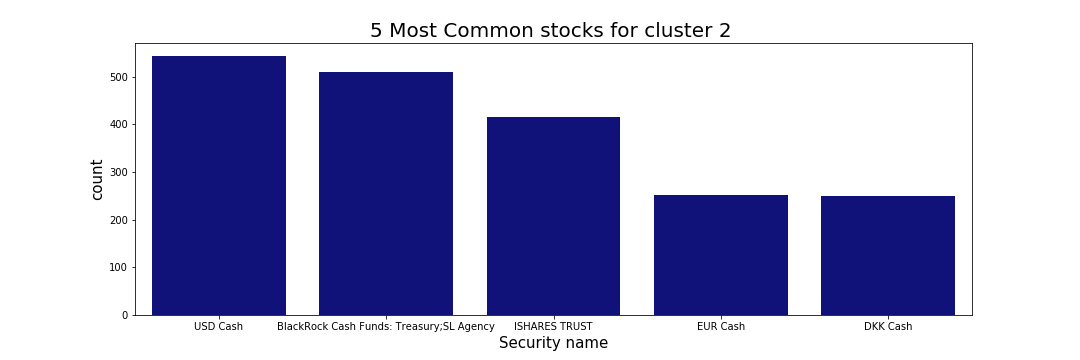 5 Most Common stocks for cluster 2
500
400
300
200
100
0
count
USD Cash
BlackRock Cash Funds: Treasury;SL Agency
ISHARES TRUST
EUR Cash
DKK Cash
Security name